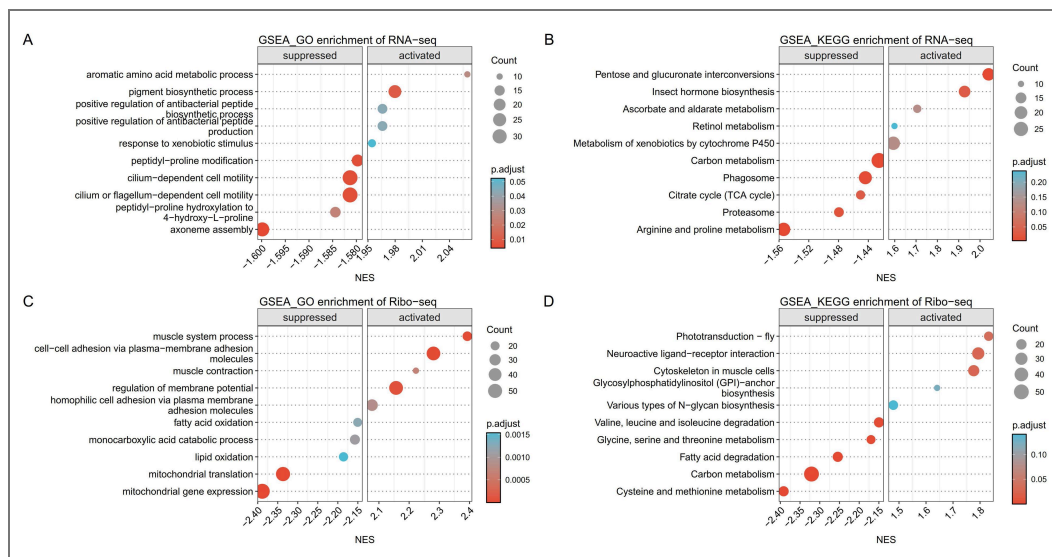 A
GSEA_GO enrichment of RNA−seq
suppressed
activated
aromatic amino acid metabolic process
pigment biosynthetic process
positive regulation of antibacterial peptide
biosynthetic process
positive regulation of antibacterial peptide
production
response to xenobiotic stimulus
peptidyl−proline modification
cilium−dependent cell motility
cilium or flagellum−dependent cell motility
peptidyl−proline hydroxylation to
4−hydroxy−L−proline
axoneme assembly
−1.600
−1.595
−1.590
−1.585
−1.580
1.95
1.98
2.01
2.04
NES
Count
10
15
20
25
30
p.adjust
0.05
0.04
0.03
0.02
0.01
B
GSEA_KEGG enrichment of RNA−seq
suppressed
activated
Pentose and glucuronate interconversions
Insect hormone biosynthesis
Ascorbate and aldarate metabolism
Retinol metabolism
Metabolism of xenobiotics by cytochrome P450
Carbon metabolism
Phagosome
Citrate cycle (TCA cycle)
Proteasome
Arginine and proline metabolism
−1.56
−1.52
−1.48
−1.44
1.6
1.7
1.8
1.9
2.0
NES
Count
10
15
20
25
p.adjust
0.20
0.15
0.10
0.05
C
GSEA_GO enrichment of Ribo−seq
suppressed
activated
muscle system process
cell−cell adhesion via plasma−membrane adhesion
molecules
muscle contraction
regulation of membrane potential
homophilic cell adhesion via plasma membrane
adhesion molecules
fatty acid oxidation
monocarboxylic acid catabolic process
lipid oxidation
mitochondrial translation
mitochondrial gene expression
−2.40
−2.35
−2.30
−2.25
−2.20
−2.15
2.1
2.2
2.3
2.4
NES
Count
20
30
40
50
p.adjust
0.0015
0.0010
0.0005
D
GSEA_KEGG enrichment of Ribo−seq
suppressed
activated
Phototransduction − fly
Neuroactive ligand−receptor interaction
Cytoskeleton in muscle cells
Glycosylphosphatidylinositol (GPI)−anchor
biosynthesis
Various types of N−glycan biosynthesis
Valine, leucine and isoleucine degradation
Glycine, serine and threonine metabolism
Fatty acid degradation
Carbon metabolism
Cysteine and methionine metabolism
−2.40
−2.35
−2.30
−2.25
−2.20
−2.15
1.5
1.6
1.7
1.8
NES
Count
20
30
40
50
p.adjust
0.10
0.05